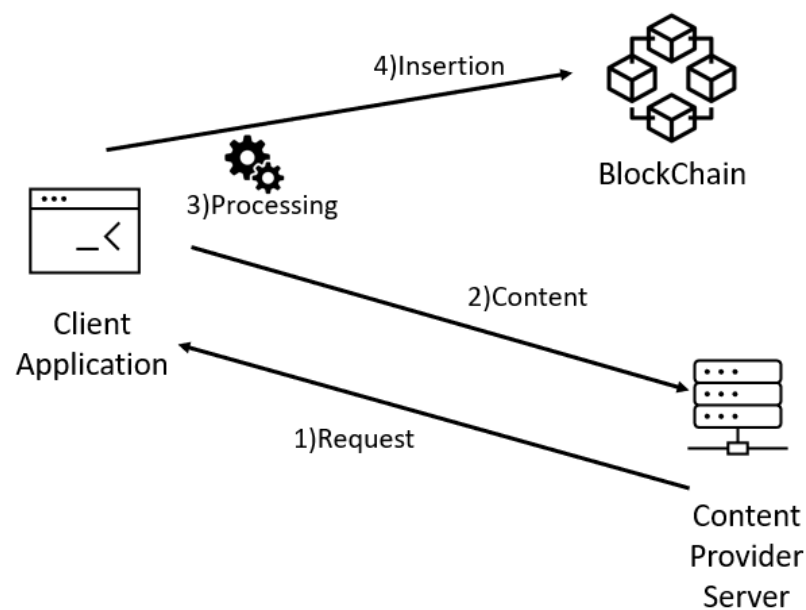 4)Insertion
BlockChain
3)Processing
2)Content
Client
Application
1)Request
Content
Provider
Server